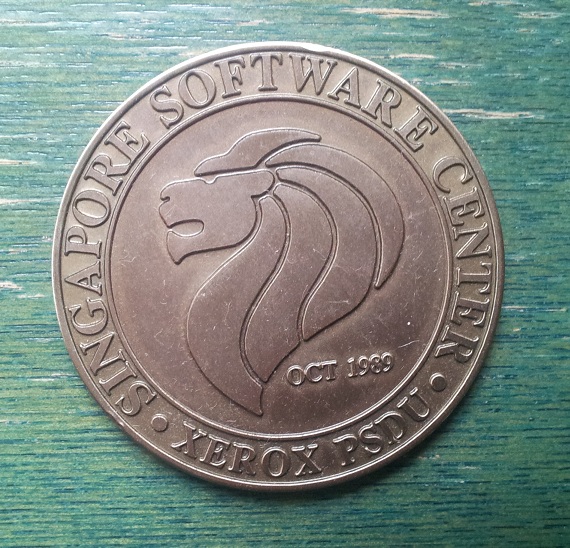 SINGAPORE SOFTWARE CENTER
• XEROX PSDU •
OCT 1989